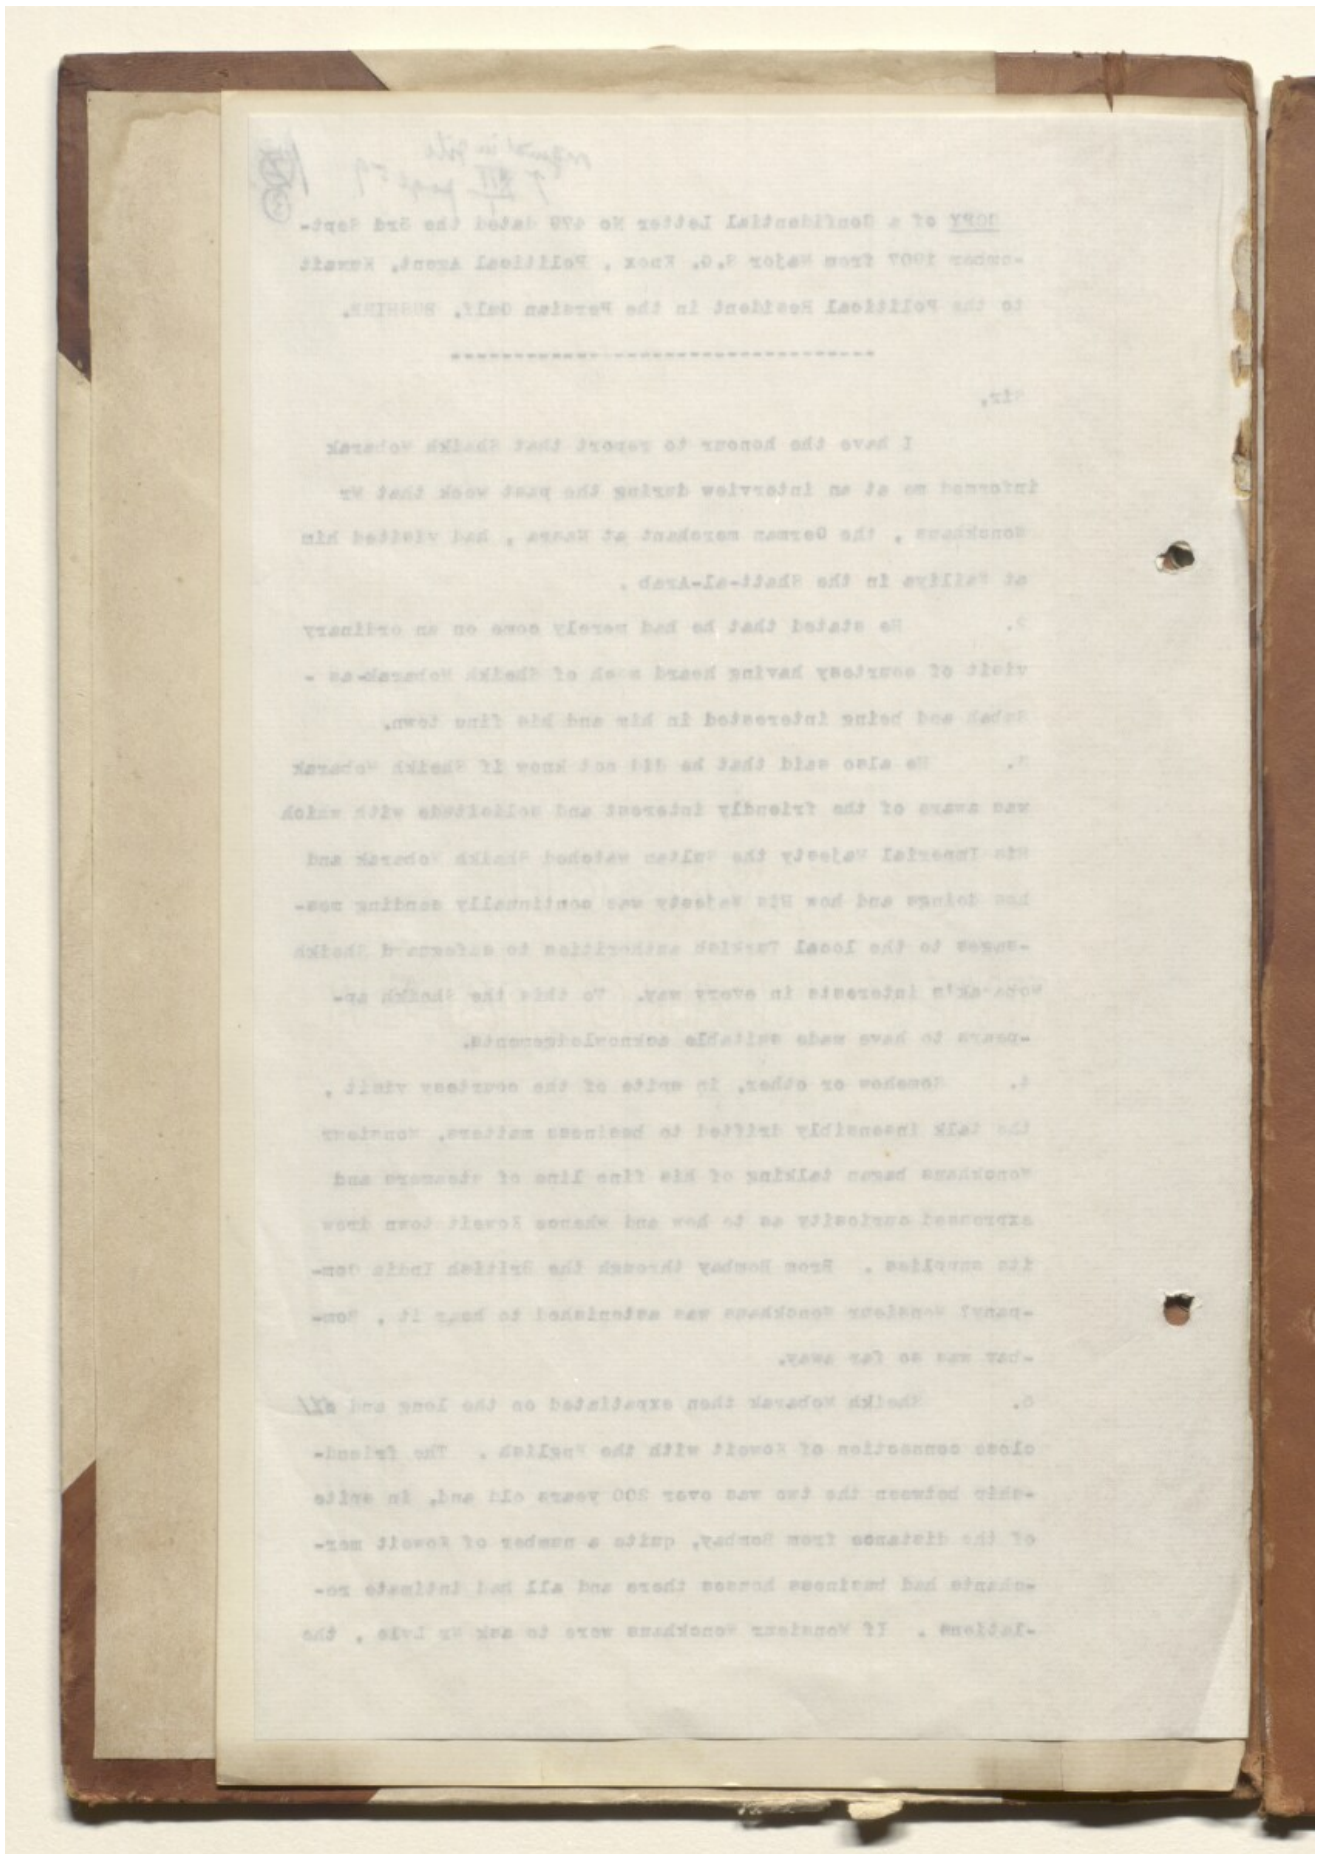 COPY of a Confidential Letter No 479 dated the 3rd Sept-
-ember 1907 from Major S.G. Knox , Political Agent, Kuwait
to the Political Resident in the Persian Gulf, BUSHIRE.
Sir,
I have the honour to report that Sheikh Mobarak
informed me at an interview during the past week that Mr
Wonckhaus , the German merchant at Basra , had visited him
at Failiya in the Shatt-al-Arab .
2. He stated that he had merely come on an ordinary
visit of courtesy having heard much of Sheikh Mobarak-as -
Subah and being interested in him and his fine town.
3. He also said that he did not know if Sheikh Mobarak
was aware of the friendly interest and solicitude with which
His Imperial Majesty the Sultan watched Sheikh Mobarak and
his doings and how His Majesty was continually sending mes-
-sages to the local Turkish authorities to safeguard Sheikh
Mobarak's interests in every way. To this the Sheikh ap-
-pears to have made suitable acknowledgements.
4. Somehow or other, in spite of the courtesy visit ,
the talk insensibly drifted to business matters. Monsieur
Wonckhaus began talking of his fine line of steamers and
expressed curiosity as to how and whence Koweit town drew
its supplies . From Bombay through the British India Com-
-pany? Monsieur Wonckhaus was astonished to hear it , Bom-
-bay was so far away.
5. Sheikh Mobarak then expatiated on the long and
close connection of Koweit with the English . The friend-
-ship between the two was over 200 years old and, in spite
of the distance from Bombay, quite a number of Koweit mer-
-chants had business houses there and all had intimate re-
-lations . If Monsieur Wonckhaus were to ask Mr Lyle , the